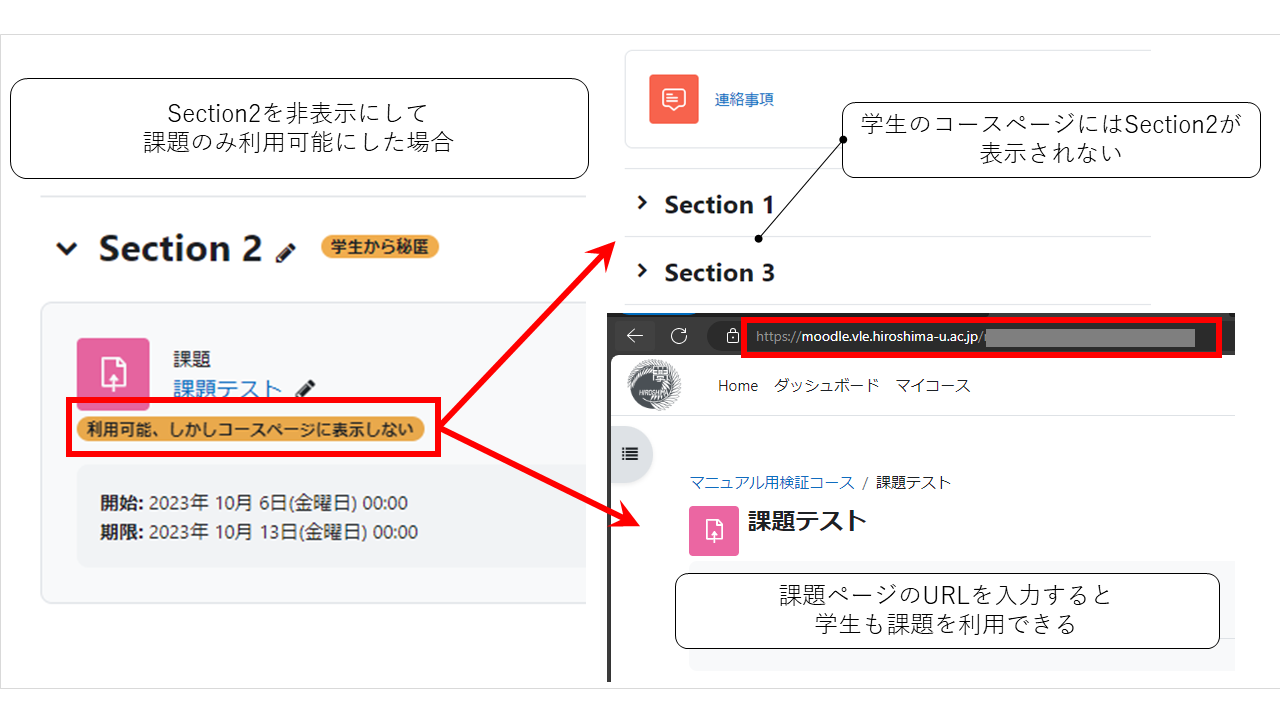 Section2を非表示にして
課題のみ利用可能にした場合
Section 2
学生から秘匿
課題
課題テスト
利用可能、しかしコースページに表示しない
開始: 2023年 10月 6日(金曜日) 00:00
期限: 2023年 10月 13日(金曜日) 00:00
連絡事項
学生のコースページにはSection2が
表示されない
Section 1
Section 3
https://moodle.vle.hiroshima-u.ac.jp/
HIROSHIMA
Home ダッシュボード マイコース
マニュアル用検証コース / 課題テスト
課題テスト
課題ページのURLを入力すると
学生も課題を利用できる